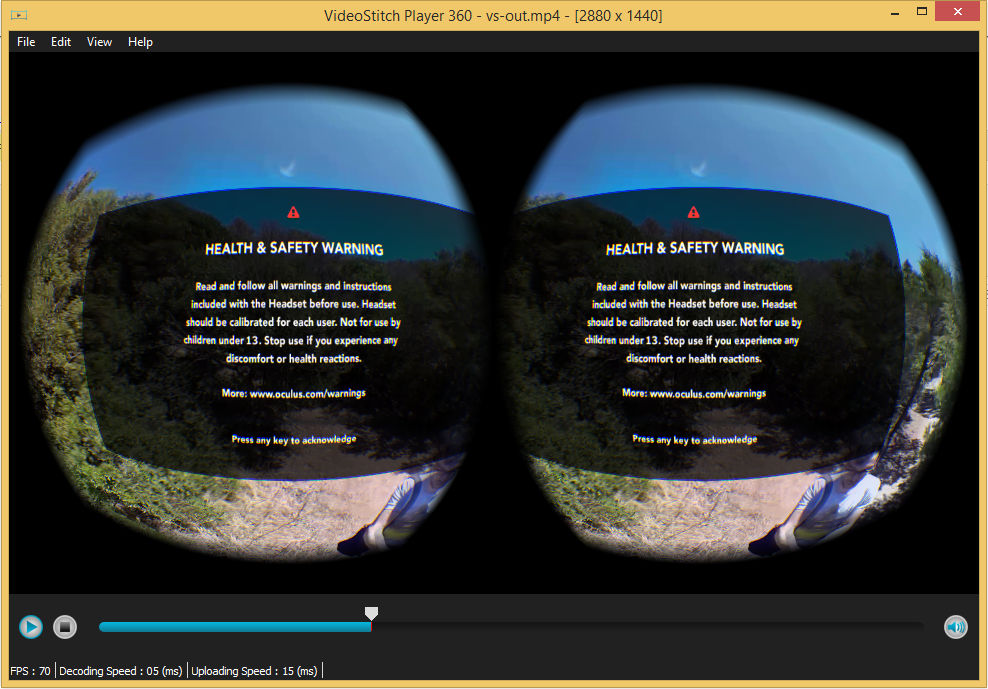 VideoStitch Player 360 - vs-out.mp4 - [2880 x 1440]
File Edit View Help
HEALTH & SAFETY WARNING
Read and follow all warnings and instructions
included with the Headset before use. Headset
should be calibrated for each user. Not for use by
children under 13. Stop use if you experience any
discomfort or health reactions.
More: www.oculus.com/warnings
Press any key to acknowledge
HEALTH & SAFETY WARNING
Read and follow all warnings and instructions
included with the Headset before use. Headset
should be calibrated for each user. Not for use by
children under 13. Stop use if you experience any
discomfort or health reactions.
More: www.oculus.com/warnings
Press any key to acknowledge
FPS : 70 Decoding Speed : 05 (ms) Uploading Speed : 15 (ms)